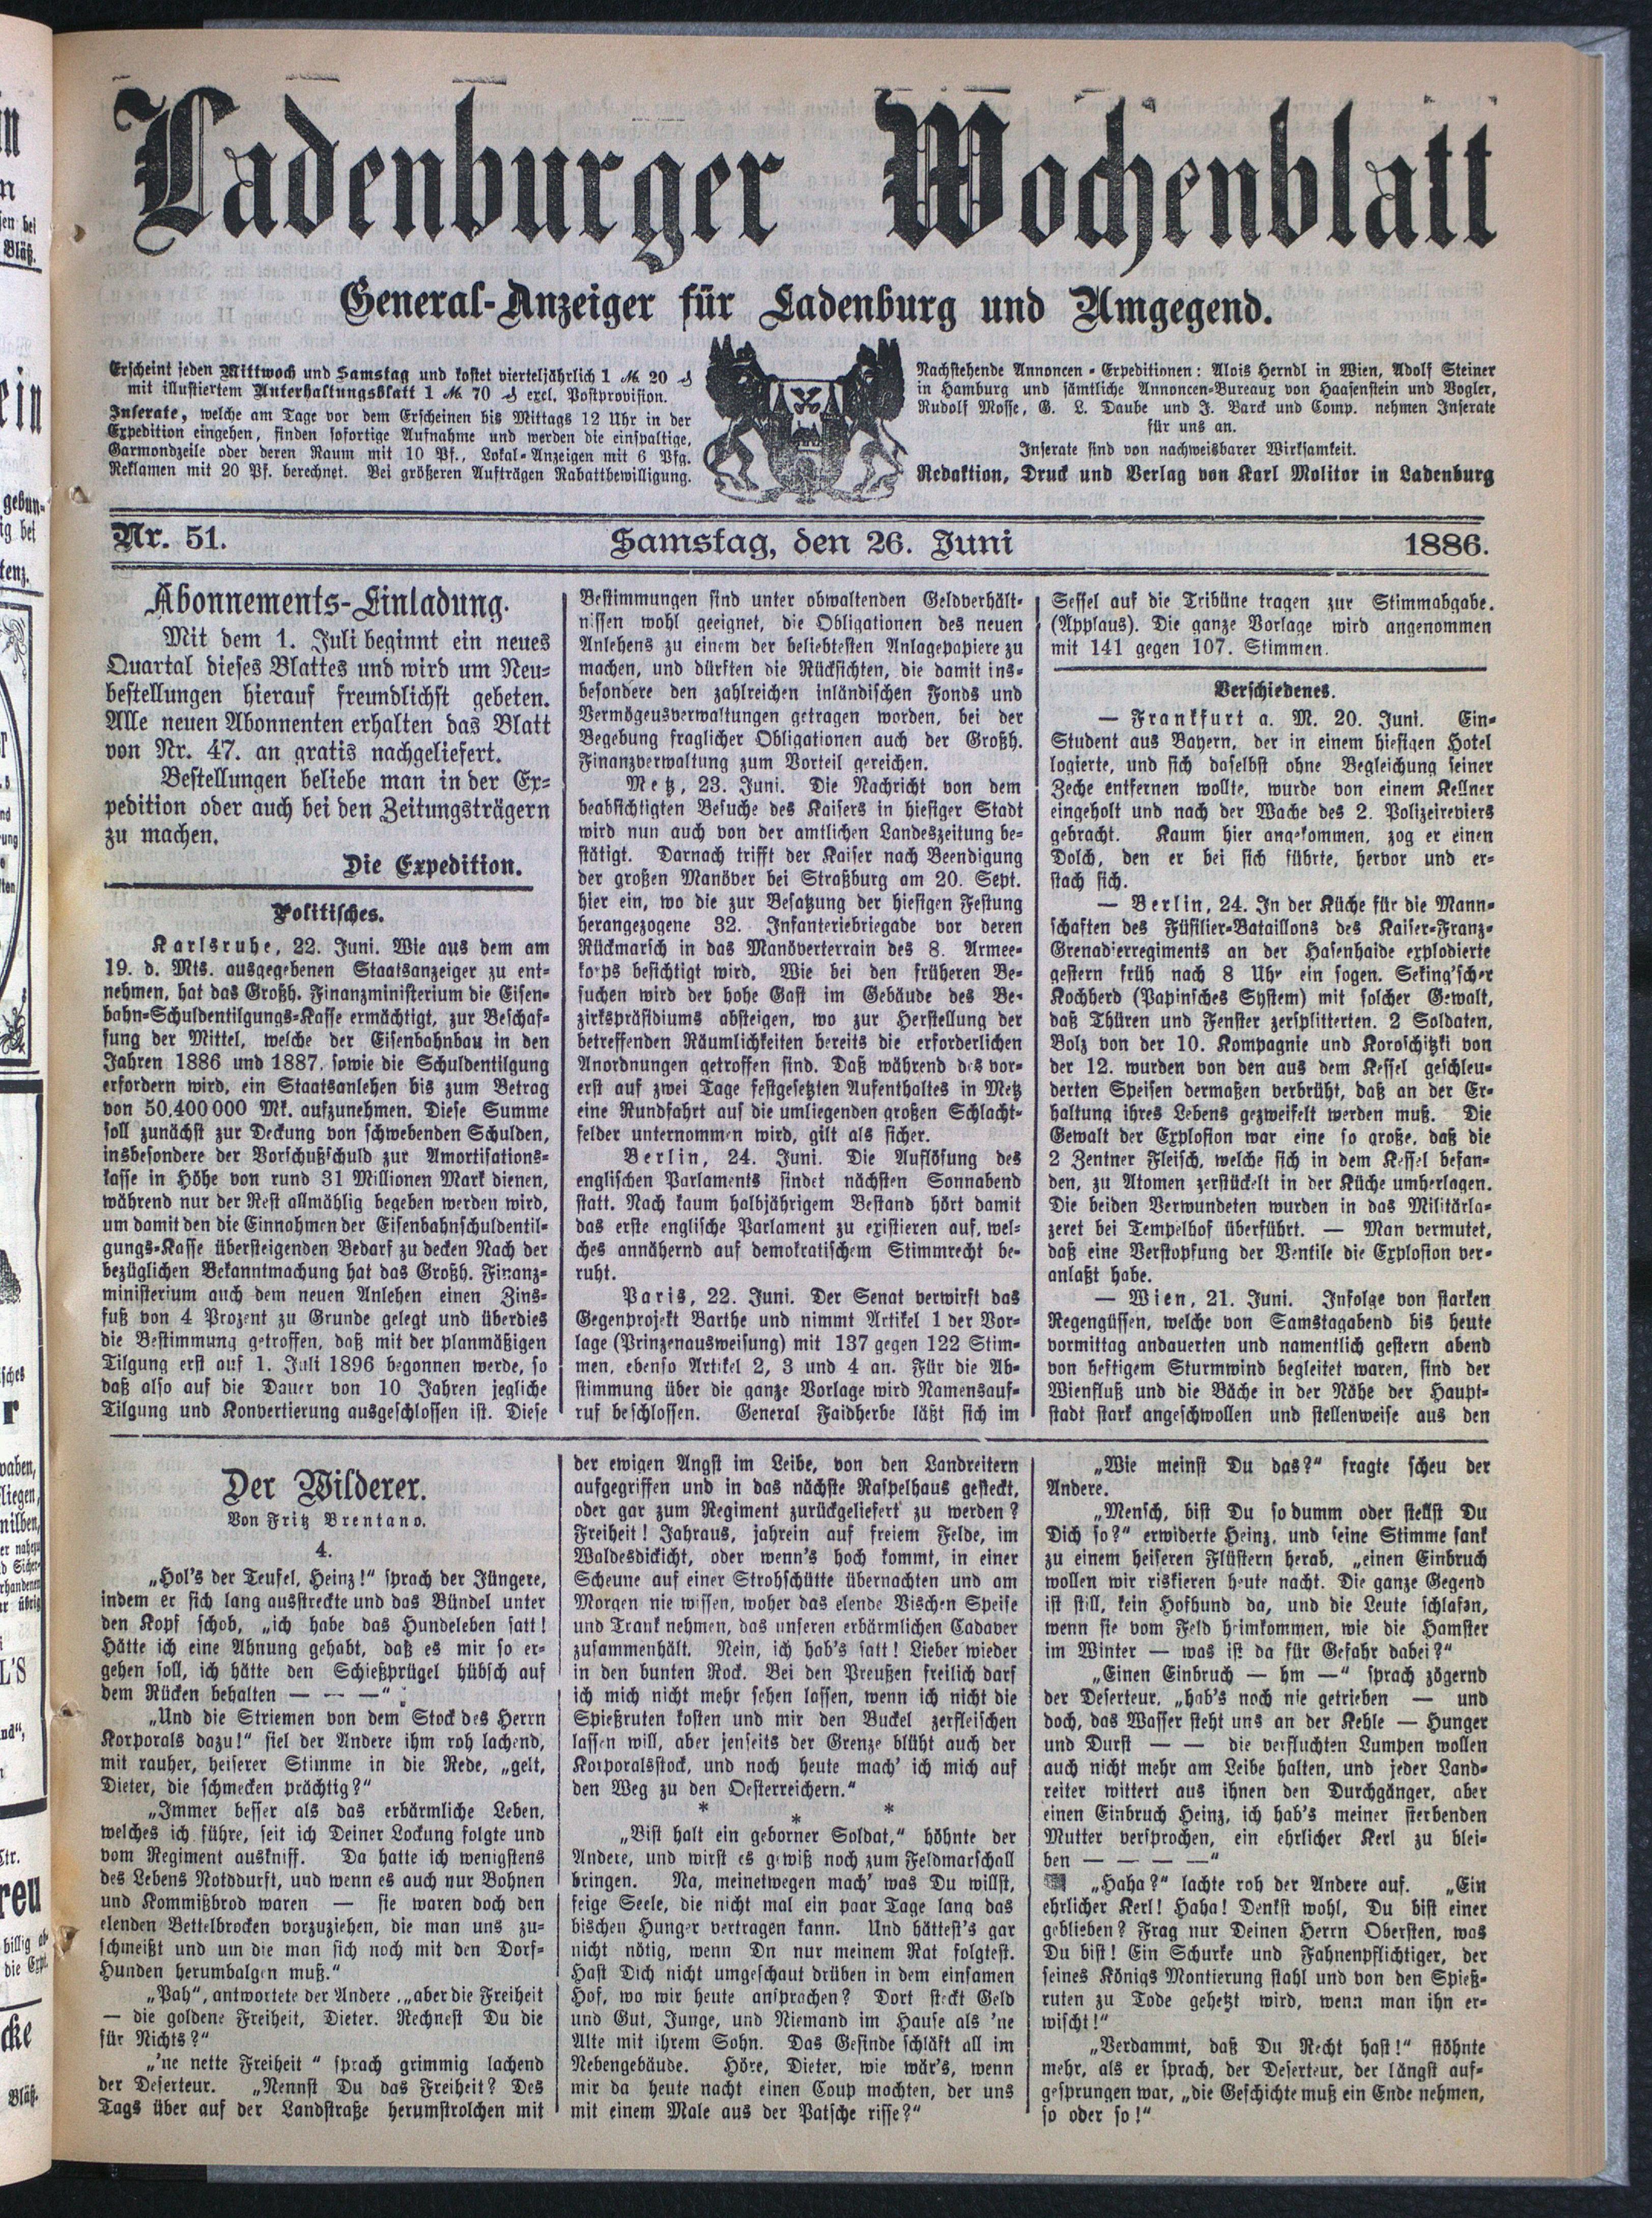 Ladenburger Wochenblatt
General-Anzeiger für Ladenburg und Umgegend.
Erscheint jeden Mittwoch und Samstag und kostet vierteljährlich 1 ℳ 20 ₰
mit illustiertem Unterhaltungsblatt 1 ℳ 70 ₰ excl. Postprovision.
Inserate, welche am Tage vor dem Erscheinen bis Mittags 12 Uhr in der
Expedition eingehen, finden sofortige Aufnahme und werden die einspaltige,
Garmondzeile oder deren Raum mit 10 Pf., Lokal-Anzeigen mit 6 Pfg.
Reklamen mit 20 Pf. berechnet. Bei größeren Aufträgen Rabattbewilligung.
Nachstehende Annoncen-Expeditionen: Alois Herndl in Wien, Adolf Steiner
in Hamburg und sämtliche Annoncen-Bureaux von Haasenstein und Vogler,
Rudolf Mosse, G. L. Daube und J. Barck und Comp. nehmen Inserate
für uns an.
Inserate sind von nachweisbarer Wirksamkeit.
Redaktion, Druck und Verlag von Karl Molitor in Ladenburg
Nr. 51. Samstag, den 26. Juni 1886.
Abonnements-Einladung.
Mit dem 1. Juli beginnt ein neues
Quartal dieses Blattes und wird um Neu-
bestellungen hierauf freundlichst gebeten.
Alle neuen Abonnenten erhalten das Blatt
von Nr. 47. an gratis nachgeliefert.
Bestellungen beliebe man in der Ex-
pedition oder auch bei den Zeitungsträgern
zu machen.
Die Expedition.
Politisches.
Karlsruhe, 22. Juni. Wie aus dem am
19. d. Mts. ausgegebenen Staatsanzeiger zu ent-
nehmen, hat das Großh. Finanzministerium die Eisen-
bahn-Schuldentilgungs-Kasse ermächtigt, zur Beschaf-
fung der Mittel, welche der Eisenbahnbau in den
Jahren 1886 und 1887, sowie die Schuldentilgung
erfordern wird, ein Staatsanlehen bis zum Betrag
von 50,400 000 Mk. aufzunehmen. Diese Summe
soll zunächst zur Deckung von schwebenden Schulden,
insbesondere der Vorschußschuld zur Amortisations-
kasse in Höhe von rund 31 Millionen Mark dienen,
während nur der Rest allmählig begeben werden wird,
um damit den die Einnahmen der Eisenbahnschuldentil-
gungs-Kasse übersteigenden Bedarf zu decken Nach der
bezüglichen Bekanntmachung hat das Großh. Finanz-
ministerium auch dem neuen Anlehen einen Zins-
fuß von 4 Prozent zu Grunde gelegt und überdies
die Bestimmung getroffen, daß mit der planmäßigen
Tilgung erst auf 1. Juli 1896 begonnen werde, so
daß also auf die Dauer von 10 Jahren jegliche
Tilgung und Konvertierung ausgeschlossen ist. Diese
Bestimmungen sind unter obwaltenden Geldverhält-
nissen wohl geeignet, die Obligationen des neuen
Anlehens zu einem der beliebtesten Anlagepapiere zu
machen, und dürften die Rücksichten, die damit ins-
besondere den zahlreichen inländischen Fonds und
Vermögeusverwaltungen getragen worden, bei der
Begebung fraglicher Obligationen auch der Großh.
Finanzverwaltung zum Vorteil gereichen.
Metz, 23. Juni. Die Nachricht von dem
beabsichtigten Besuche des Kaisers in hiesiger Stadt
wird nun auch von der amtlichen Landeszeitung be-
stätigt. Darnach trifft der Kaiser nach Beendigung
der großen Manöver bei Straßburg am 20. Sept.
hier ein, wo die zur Besatzung der hiesigen Festung
herangezogene 32. Infanteriebriegade vor deren
Rückmarsch in das Manöverterrain des 8. Armee-
korps besichtigt wird, Wie bei den früheren Be-
suchen wird der hohe Gast im Gebäude des Be-
zirkspräsidiums absteigen, wo zur Herstellung der
betreffenden Räumlichkeiten bereits die erforderlichen
Anordnungen getroffen sind. Daß während des vor-
erst auf zwei Tage festgesetzten Aufenthaltes in Metz
eine Rundfahrt auf die umliegenden großen Schlacht-
felder unternommen wird, gilt als sicher.
Berlin, 24. Juni. Die Auflösung des
englischen Parlaments findet nächsten Sonnabend
statt. Nach kaum halbjährigem Bestand hört damit
das erste englische Parlament zu existieren auf, wel-
ches annähernd auf demokratischem Stimmrecht be-
ruht.
Paris, 22. Juni. Der Senat verwirft das
Gegenprojekt Barthe und nimmt Artikel 1 der Vor-
lage (Prinzenausweisung) mit 137 gegen 122 Stim-
men, ebenso Artikel 2, 3 und 4 an. Für die Ab-
stimmung über die ganze Vorlage wird Namensauf-
ruf beschlossen. General Faidherbe läßt sich im
Sessel auf die Tribüne tragen zur Stimmabgabe.
(Applaus). Die ganze Vorlage wird angenommen
mit 141 gegen 107. Stimmen.
Verschiedenes.
— Frankfurt a. M. 20. Juni. Ein-
Student aus Bayern, der in einem hiesigen Hotel
logierte, und sich daselbst ohne Begleichung seiner
Zeche entfernen wollte, wurde von einem Kellner
eingeholt und nach der Wache des 2. Polizeireviers
gebracht. Kaum hier angekommen, zog er einen
Dolch, den er bei sich führte, hervor und er-
stach sich.
— Berlin, 24. In der Küche für die Mann-
schaften des Füsilier-Bataillons des Kaiser-Franz-
Grenadierregiments an der Hasenhaide explodierte
gestern früh nach 8 Uhr ein sogen. Seking'scher
Kochherd (Papinsches System) mit solcher Gewalt,
daß Thüren und Fenster zersplitterten. 2 Soldaten,
Bolz von der 10. Kompagnie und Koroschitzki von
der 12. wurden von den aus dem Kessel geschleu-
derten Speisen dermaßen verbrüht, daß an der Er-
haltung ihres Lebens gezweifelt werden muß. Die
Gewalt der Explosion war eine so große, daß die
2 Zentner Fleisch, welche sich in dem Kessel befan-
den, zu Atomen zerstückelt in der Küche umherlagen.
Die beiden Verwundeten wurden in das Militärla-
zeret bei Tempelhof überführt. — Man vermutet,
daß eine Verstopfung der Ventile die Explosion ver-
anlaßt habe.
— Wien, 21. Juni. Infolge von starken
Regengüssen, welche von Samstagabend bis heute
vormittag andauerten und namentlich gestern abend
von heftigem Sturmwind begleitet waren, sind der
Wienfluß und die Bäche in der Nähe der Haupt-
stadt stark angeschwollen und stellenweise aus den
Der Wilderer.
Von Fritz Brentano.
4.
„Hol's der Teufel, Heinz!“ sprach der Jüngere,
indem er sich lang ausstreckte und das Bündel unter
den Kopf schob, „ich habe das Hundeleben satt!
Hätte ich eine Ahnung gehabt, daß es mir so er-
gehen soll, ich hätte den Schießprügel hübsch auf
dem Rücken behalten — — —“
„Und die Striemen von dem Stock des Herrn
Korporals dazu!“ fiel der Andere ihm roh lachend,
mit rauher, heiserer Stimme in die Rede, „gelt,
Dieter, die schmecken prächtig?“
„Immer besser als das erbärmliche Leben,
welches ich führe, seit ich Deiner Lockung folgte und
vom Regiment auskniff. Da hatte ich wenigstens
des Lebens Notddurft, und wenn es auch nur Bohnen
und Kommißbrod waren — sie waren doch den
elenden Bettelbrocken vorzuziehen, die man uns zu-
schmeißt und um die man sich noch mit den Dorf-
Hunden herumbalgen muß.“
„Pah“, antwortete der Andere, „aber die Freiheit
— die goldene Freiheit, Dieter. Rechnest Du die
für Nichts?“
„'ne nette Freiheit “ sprach grimmig lachend
der Deserteur. „Nennst Du das Freiheit? Des
Tags über auf der Landstraße herumstrolchen mit
der ewigen Angst im Leibe, von den Landreitern
aufgegriffen und in das nächste Raspelhaus gesteckt,
oder gar zum Regiment zurückgeliefert zu werden?
Freiheit! Jahraus, jahrein auf freiem Felde, im
Waldesdickicht, oder wenn's hoch kommt, in einer
Scheune auf einer Strohschütte übernachten und am
Morgen nie wissen, woher das elende Bischen Speise
und Trank nehmen, das unseren erbärmlichen Cadaver
zusammenhält. Nein, ich hab's satt! Lieber wieder
in den bunten Rock. Bei den Preußen freilich darf
ich mich nicht mehr sehen lassen, wenn ich nicht die
Spießruten kosten und mir den Buckel zerfleischen
lassen will, aber jenseits der Grenze blüht auch der
Korporalsstock, und noch heute mach' ich mich auf
den Weg zu den Oesterreichern.“
* * *
„Bist halt ein geborner Soldat,“ höhnte der
Andere, und wirst es gewiß noch zum Feldmarschall
bringen. Na, meinetwegen mach' was Du willst,
feige Seele, die nicht mal ein paar Tage lang das
bischen Hunger vertragen kann. Und hättest's gar
nicht nötig, wenn Dn nur meinem Rat folgtest.
Hast Dich nicht umgeschaut drüben in dem einsamen
Hof, wo wir heute ansprachen? Dort steckt Geld
und Gut, Junge, und Niemand im Hause als 'ne
Alte mit ihrem Sohn. Das Gesinde schläft all im
Nebengebäude. Höre, Dieter, wie wär's, wenn
mir da heute nacht einen Coup machten, der uns
mit einem Male aus der Patsche risse?“
„Wie meinst Du das?“ fragte scheu der
Andere.
„Mensch, bist Du so dumm oder stellst Du
Dich so?“ erwiderte Heinz, und seine Stimme sank
zu einem heiseren Flüstern herab, „einen Einbruch
wollen wir riskieren heute nacht. Die ganze Gegend
ist still, kein Hofhund da, und die Leute schlafen,
wenn sie vom Feld heimkommen, wie die Hamster
im Winter — was ist da für Gefahr dabei?“
„Einen Einbruch — hm —“ sprach zögernd
der Deserteur, „hab's noch nie getrieben — und
doch, das Wasser steht uns an der Kehle — Hunger
und Durst — — die verfluchten Lumpen wollen
auch nicht mehr am Leibe halten, und jeder Land-
reiter wittert aus ihnen den Durchgänger, aber
einen Einbruch Heinz, ich hab's meiner sterbenden
Mutter versprochen, ein ehrlicher Kerl zu blei-
ben — — — —“
„Haha?“ lachte roh der Andere auf. „Ein
ehrlicher Kerl! Haha! Denkst wohl, Du bist einer
geblieben? Frag nur Deinen Herrn Obersten, was
Du bist! Ein Schurke und Fahnenpflichtiger, der
seines Königs Montierung stahl und von den Spieß-
ruten zu Tode gehetzt wird, wenn man ihn er-
wischt!“
„Verdammt, daß Du Recht hast!“ stöhnte
mehr, als er sprach, der Deserteur, der längst auf-
gesprungen war, „die Geschichte muß ein Ende nehmen,
so oder so!“